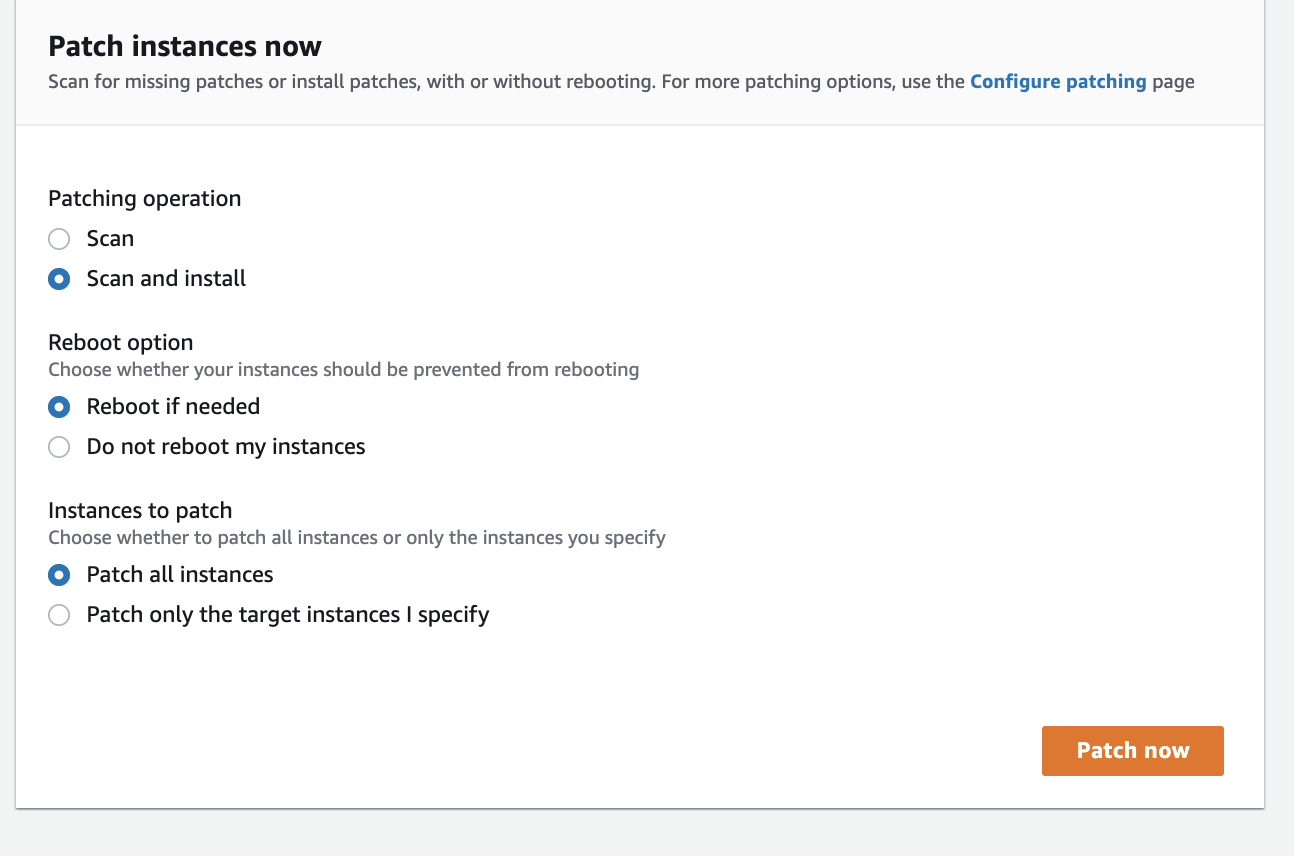 Patch instances now
Scan for missing patches or install patches, with or without rebooting. For more patching options, use the Configure patching page
Patching operation
Scan
Scan and install
Reboot option
Choose whether your instances should be prevented from rebooting
Reboot if needed
Do not reboot my instances
Instances to patch
Choose whether to patch all instances or only the instances you specify
Patch all instances
Patch only the target instances I specify
Patch now